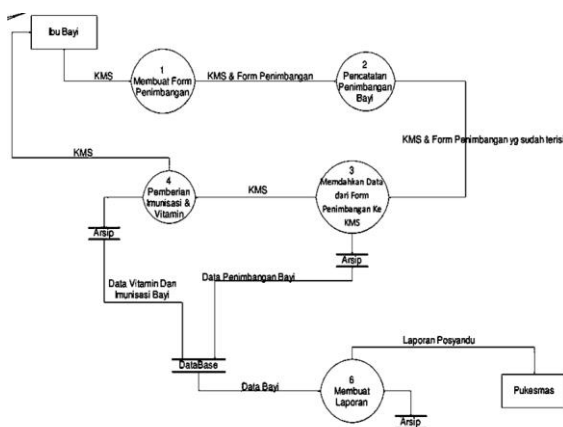 Ibu Bayi
KMS
1
Membuat Form
Penimbangan
KMS & Form Penimbangan
2
Pencatatan
Penimbangan
Bayi
KMS & Form Penimbangan yg sudah terisi
KMS
4
Pemberian
Imunisasi &
Vitamin
KMS
3
Memdahkan Data
dari Form
Penimbangan Ke
KMS
Arsip
Arsip
Data Vitamin Dan
Imunisasi Bayi
Data Penimbangan Bayi
DataBase
Data Bayi
6
Membuat
Laporan
Laporan Posyandu
Pukesmas
Arsip